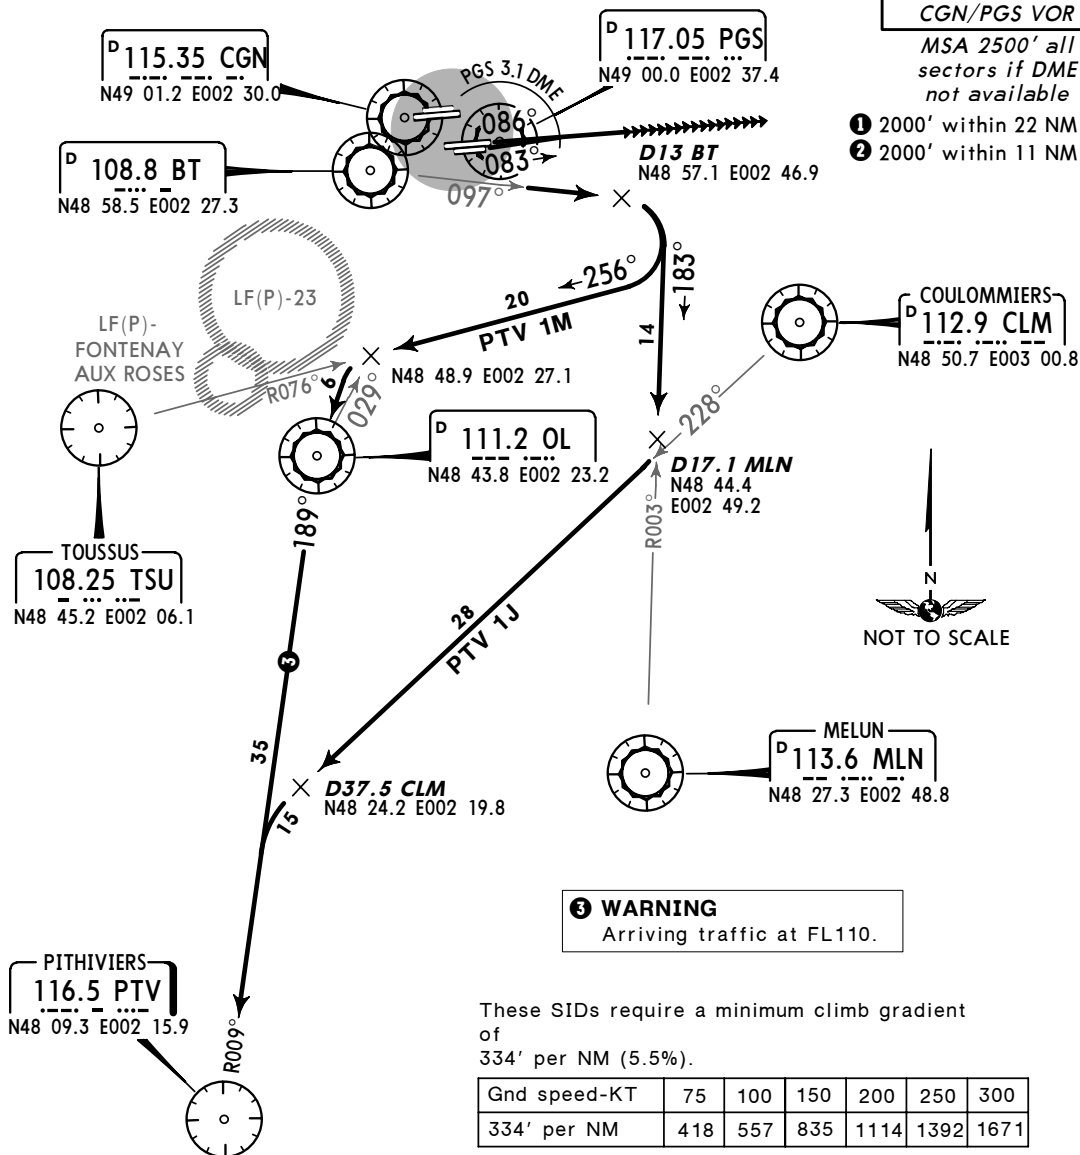 CGN/PGS VOR
MSA 2500' all
sectors if DME
not available
1 2000' within 22 NM
2 2000' within 11 NM
D 115.35 CGN
N49 01.2 E002 30.0
D 117.05 PGS
N49 00.0 E002 37.4
PGS 3.1 DME
086°
083°
D 108.8 BT
N48 58.5 E002 27.3
D13 BT
N48 57.1 E002 46.9
097°
LF(P)-23
LF(P)-
FONTENAY
AUX ROSES
256°
183°
20
PTV 1M
14
COULOMMIERS
D 112.9 CLM
N48 50.7 E003 00.8
N48 48.9 E002 27.1
R076°
6
029°
228°
D 111.2 OL
N48 43.8 E002 23.2
D17.1 MLN
N48 44.4
E002 49.2
R003°
189°
TOUSSUS
108.25 TSU
N48 45.2 E002 06.1
N
NOT TO SCALE
28
PTV 1J
3
35
MELUN
D 113.6 MLN
N48 27.3 E002 48.8
D37.5 CLM
N48 24.2 E002 19.8
15
3 WARNING
Arriving traffic at FL110.
PITHIVIERS
116.5 PTV
N48 09.3 E002 15.9
R009°
These SIDs require a minimum climb gradient
of
334' per NM (5.5%).
Gnd speed-KT 75 100 150 200 250 300
334' per NM 418 557 835 1114 1392 1671